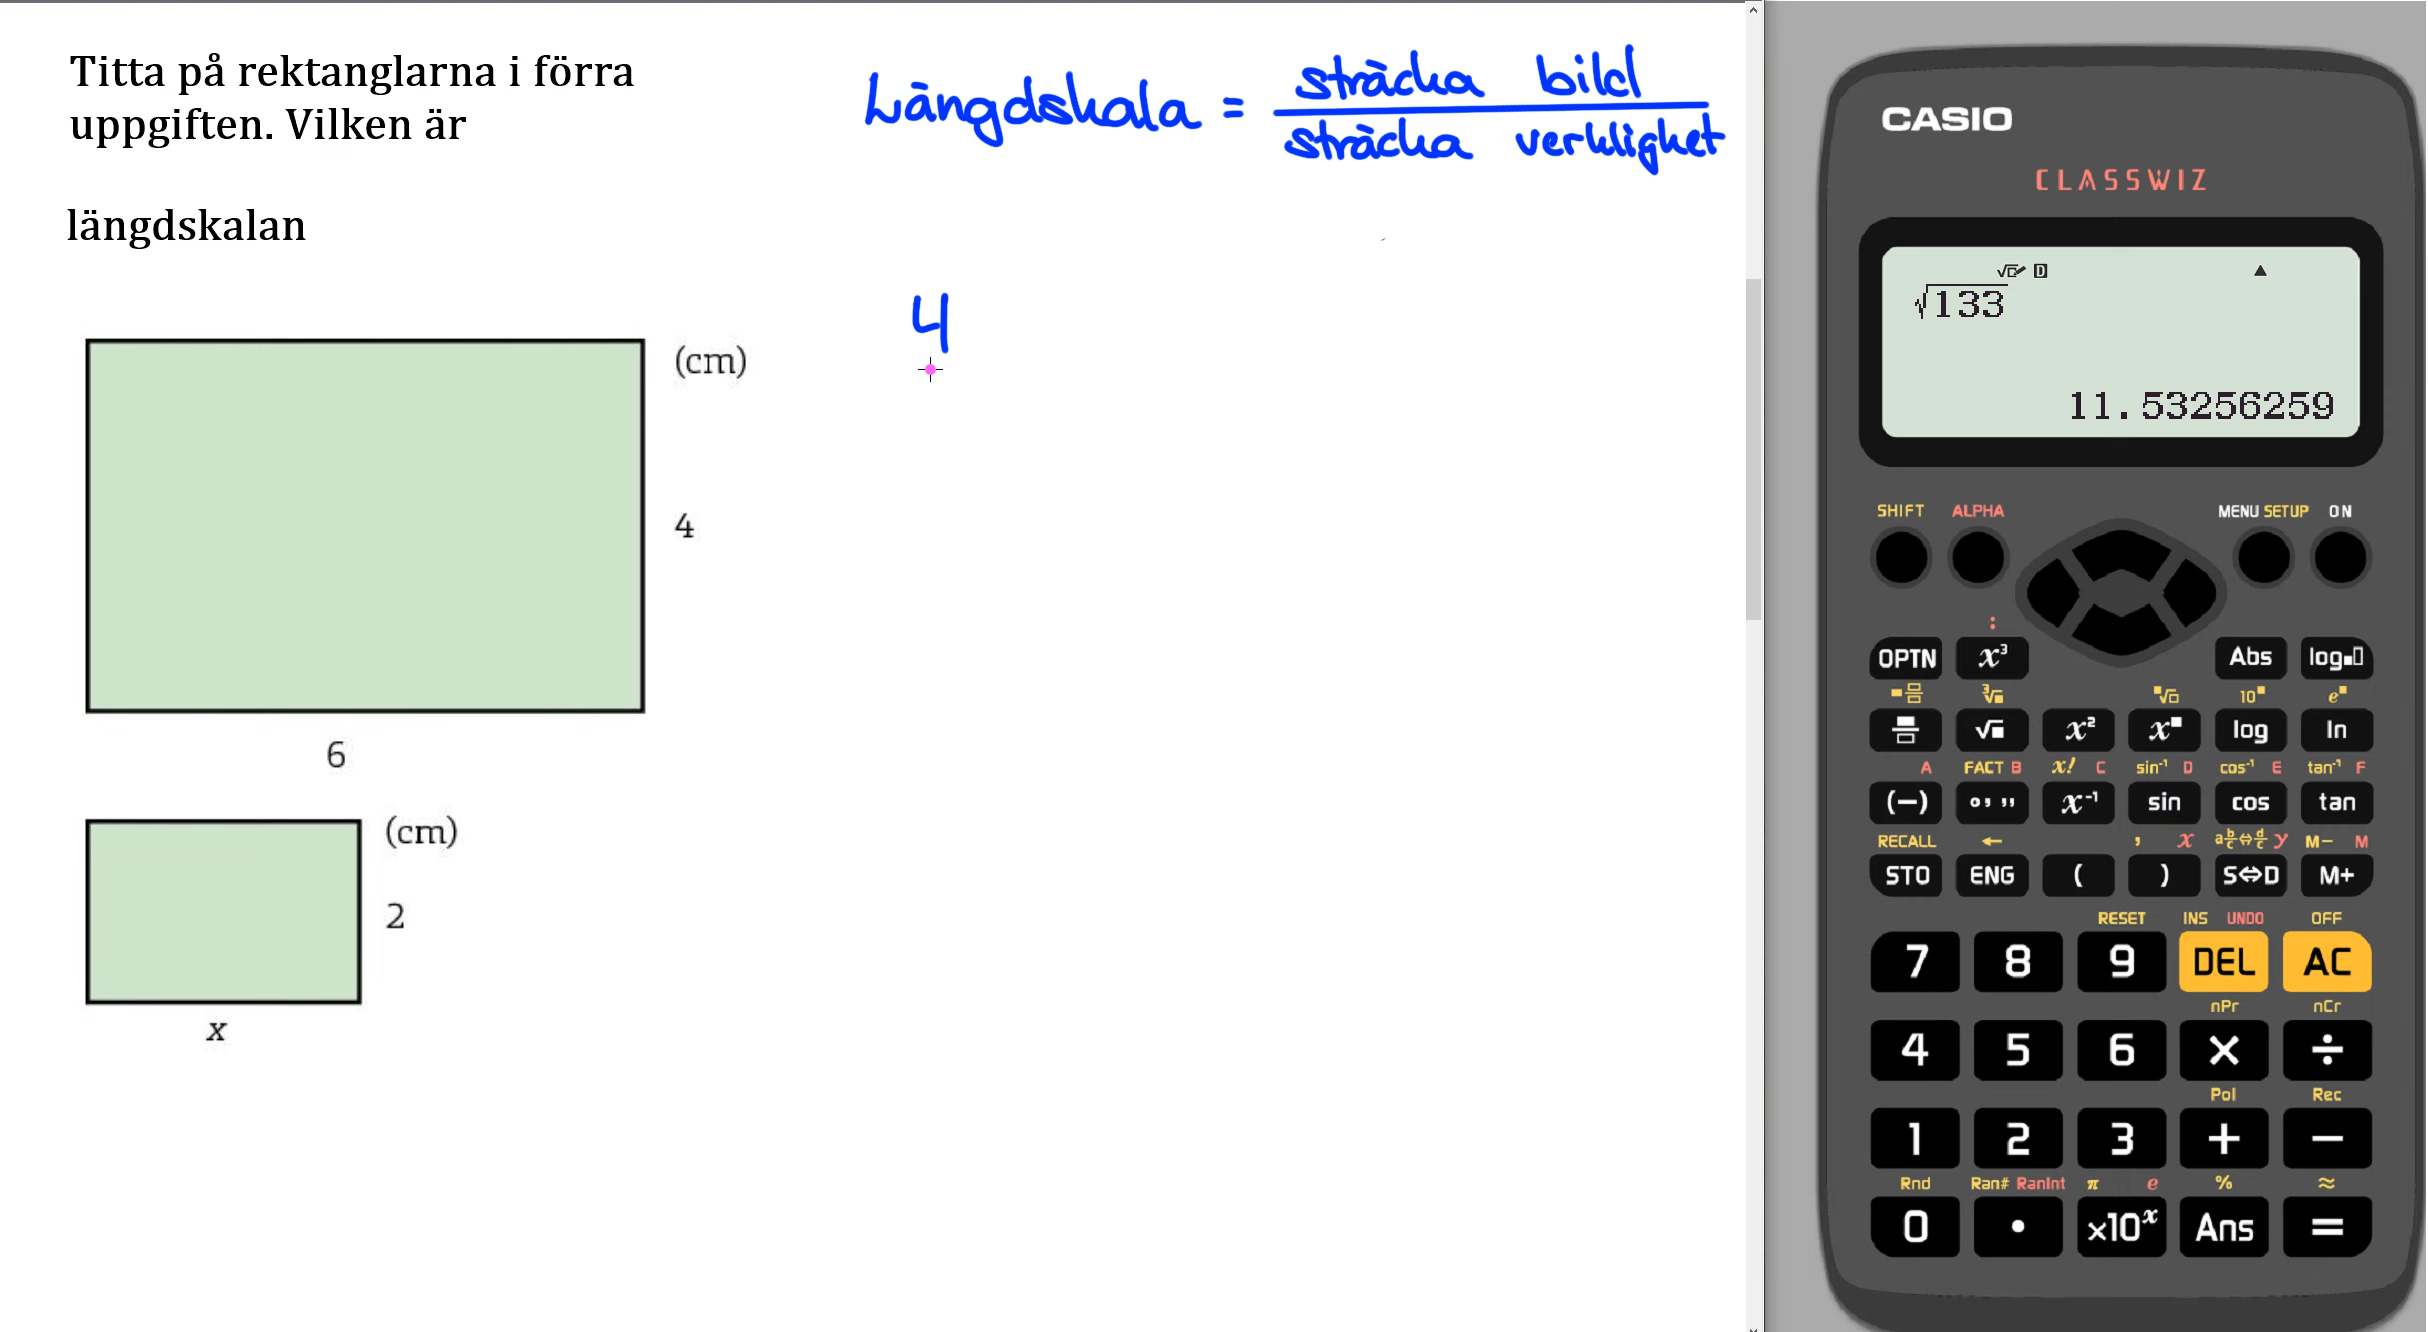 Titta på rektanglarna i förra
uppgiften. Vilken är
längdskalan
Längdskala = sträcka bild
sträcka verklighet
4
(cm)
4
6
(cm)
2
x
CASIO
CLASSWIZ
√133
11.53256259
SHIFT ALPHA MENU SETUP ON
:
OPTN x³ Abs log
10 e
√ x² x log ln
A FACT B x! C sin⁻¹ D cos⁻¹ E tan⁻¹ F
(−) x⁻¹ sin cos tan
RECALL ← , x y M− M
STO ENG ( ) S⇔D M+
RESET INS UNDO OFF
7 8 9 DEL AC
nPr nCr
4 5 6 × ÷
Pol Rec
1 2 3 + −
Rnd Ran# RanInt π e % ≈
0 • ×10ˣ Ans =